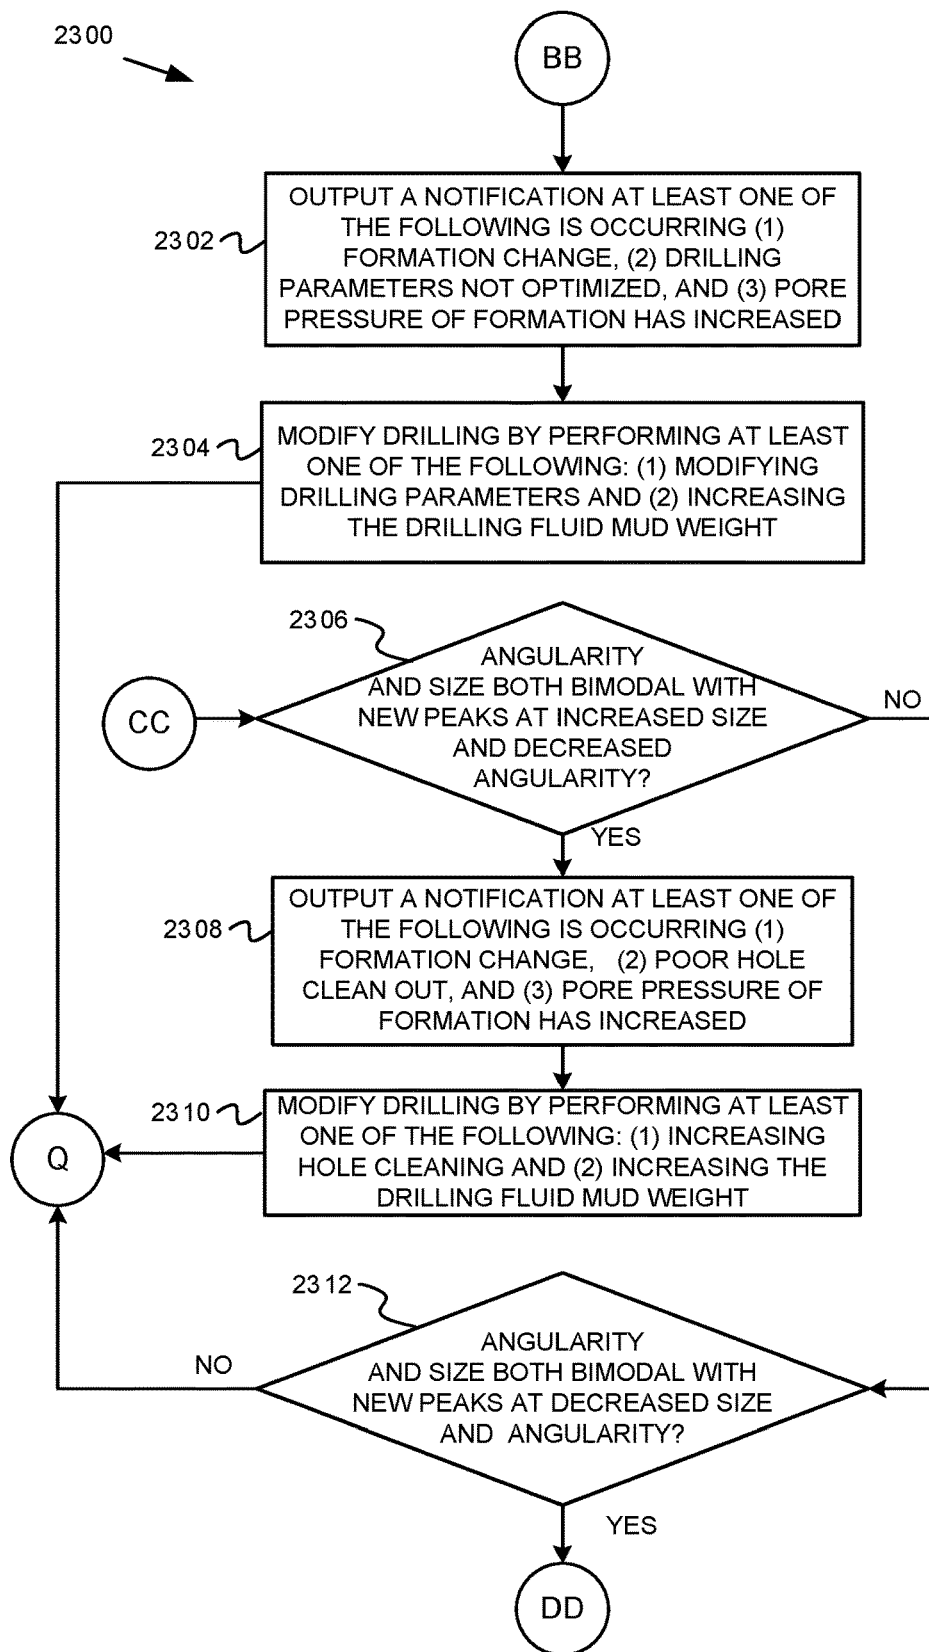 2300
BB
2302
OUTPUT A NOTIFICATION AT LEAST ONE OF
THE FOLLOWING IS OCCURRING (1)
FORMATION CHANGE, (2) DRILLING
PARAMETERS NOT OPTIMIZED, AND (3) PORE
PRESSURE OF FORMATION HAS INCREASED
2304
MODIFY DRILLING BY PERFORMING AT LEAST
ONE OF THE FOLLOWING: (1) MODIFYING
DRILLING PARAMETERS AND (2) INCREASING
THE DRILLING FLUID MUD WEIGHT
2306
CC
ANGULARITY
AND SIZE BOTH BIMODAL WITH
NEW PEAKS AT INCREASED SIZE
AND DECREASED
ANGULARITY?
NO
YES
2308
OUTPUT A NOTIFICATION AT LEAST ONE OF
THE FOLLOWING IS OCCURRING (1)
FORMATION CHANGE, (2) POOR HOLE
CLEAN OUT, AND (3) PORE PRESSURE OF
FORMATION HAS INCREASED
2310
MODIFY DRILLING BY PERFORMING AT LEAST
ONE OF THE FOLLOWING: (1) INCREASING
HOLE CLEANING AND (2) INCREASING THE
DRILLING FLUID MUD WEIGHT
Q
2312
ANGULARITY
AND SIZE BOTH BIMODAL WITH
NEW PEAKS AT DECREASED SIZE
AND ANGULARITY?
NO
YES
DD